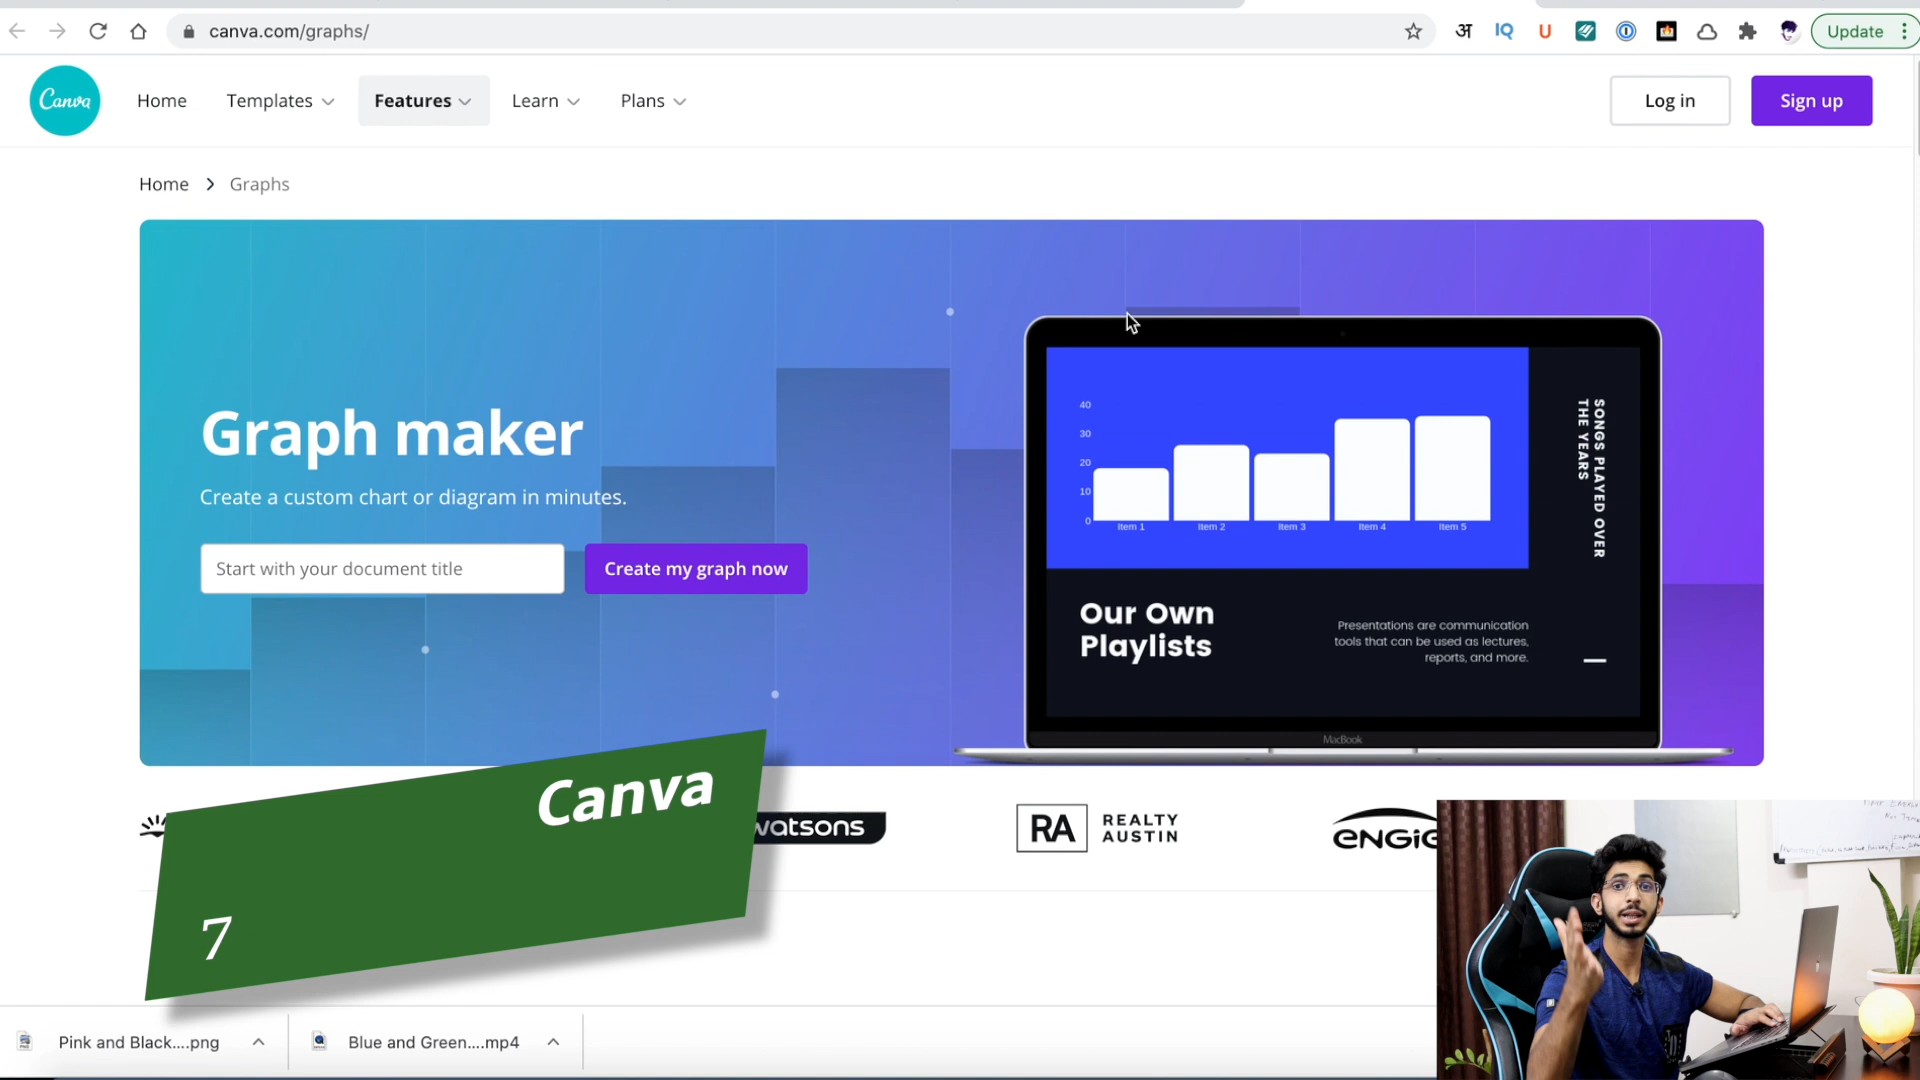 canva.com/graphs/
अ
IQ
U
Update
Canva
Home
Templates
Features
Learn
Plans
Log in
Sign up
Home
Graphs
Graph maker
Create a custom chart or diagram in minutes.
Start with your document title
Create my graph now
40
30
20
10
0
Item 1
Item 2
Item 3
Item 4
Item 5
SONGS PLAYED OVER
THE YEARS
Our Own
Playlists
Presentations are communication
tools that can be used as lectures,
reports, and more.
MacBook
Canva
7
watsons
RA
REALTY
AUSTIN
ENGIE
Pink and Black....png
Blue and Green....mp4